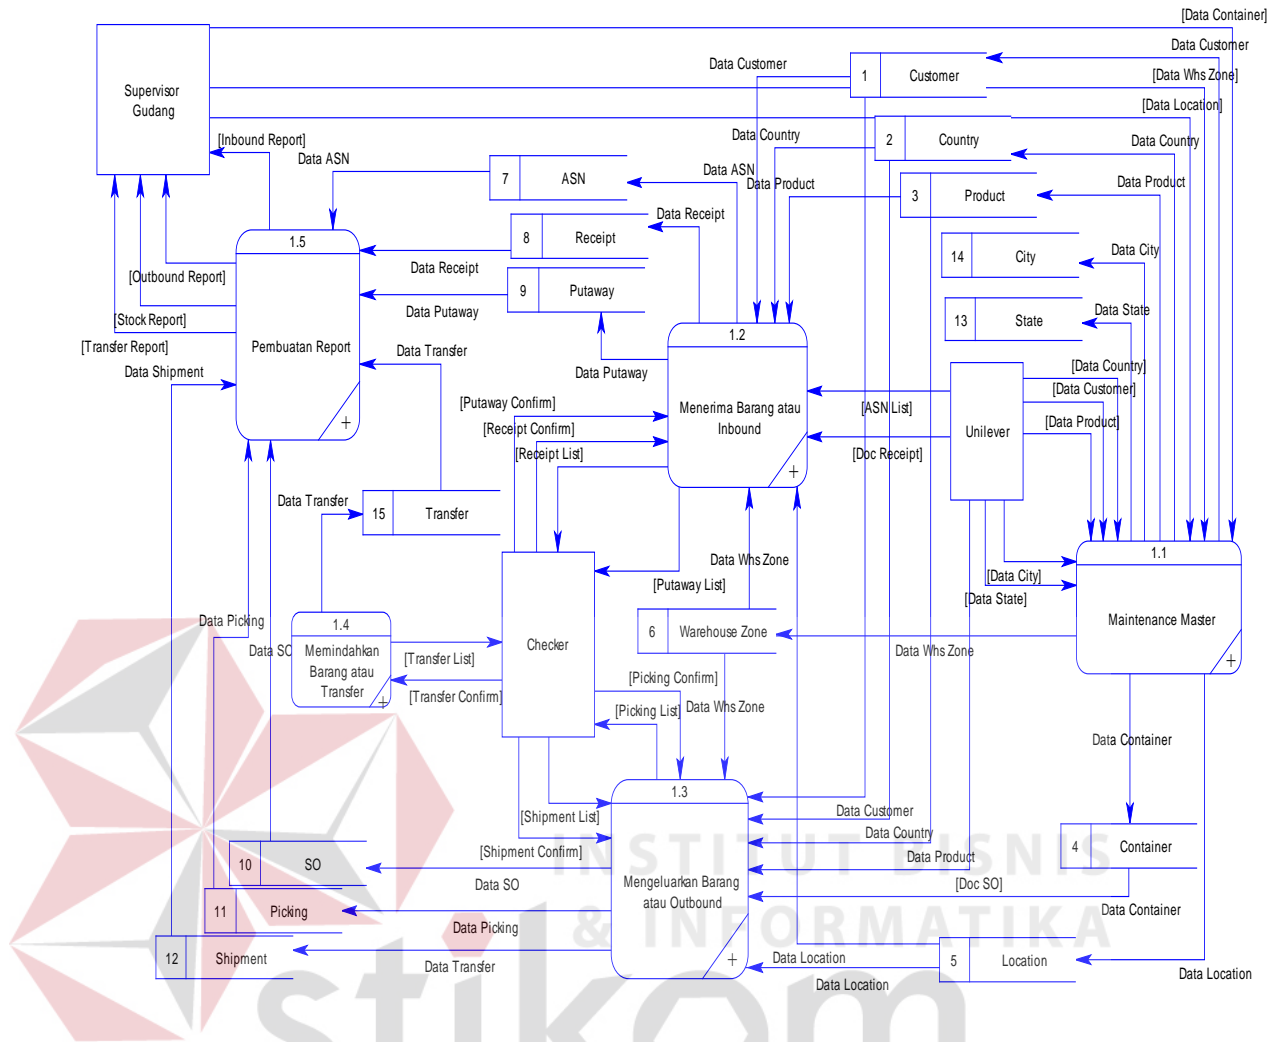 [Data Container]
Supervisor
Gudang
Data Customer
Data Customer
1
Customer
[Data Whs Zone]
[Data Location]
[Inbound Report]
Data ASN
Data Country
2
Country
Data Country
7
ASN
Data ASN
Data Product
3
Product
Data Product
8
Receipt
Data Receipt
1.5
Data Receipt
14
City
Data City
[Outbound Report]
9
Putaway
Data Putaway
[Stock Report]
13
State
Data State
1.2
[Transfer Report]
Pembuatan Report
Data Transfer
Data Putaway
Data Shipment
[Data Country]
[Data Customer]
[Putaway Confirm]
Menerima Barang atau
Inbound
[ASN List]
[Data Product]
Unilever
[Receipt Confirm]
[Receipt List]
[Doc Receipt]
+
+
Data Transfer
15
Transfer
Data Whs Zone
1.1
[Putaway List]
[Data City]
[Data State]
Data Picking
1.4
6
Warehouse Zone
Maintenance Master
Data SO
Memindahkan
Barang atau
Transfer
+
[Transfer List]
Checker
Data Whs Zone
+
[Transfer Confirm]
[Picking Confirm]
[Picking List]
Data Whs Zone
Data Container
1.3
[Shipment List]
Data Customer
Data Country
4
Container
[Shipment Confirm]
Data Product
10
SO
Data SO
Mengeluarkan Barang
atau Outbound
[Doc SO]
Data Container
11
Picking
Data Picking
12
Shipment
Data Transfer
+
Data Location
Data Location
5
Location
Data Location
INSTITUT BISNIS
& INFORMATIKA
stikom